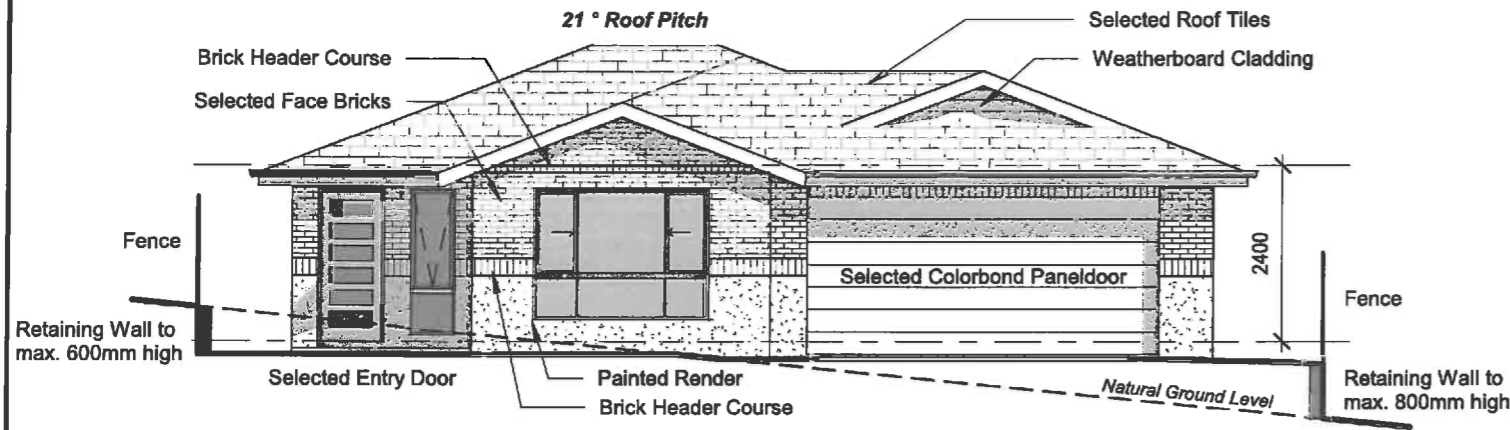 21 ° Roof Pitch
Selected Roof Tiles
Brick Header Course
Weatherboard Cladding
Selected Face Bricks
Fence
2400
Selected Colorbond Paneldoor
Fence
Retaining Wall to
max. 600mm high
Selected Entry Door
Painted Render
Brick Header Course
Natural Ground Level
Retaining Wall to
max. 800mm high